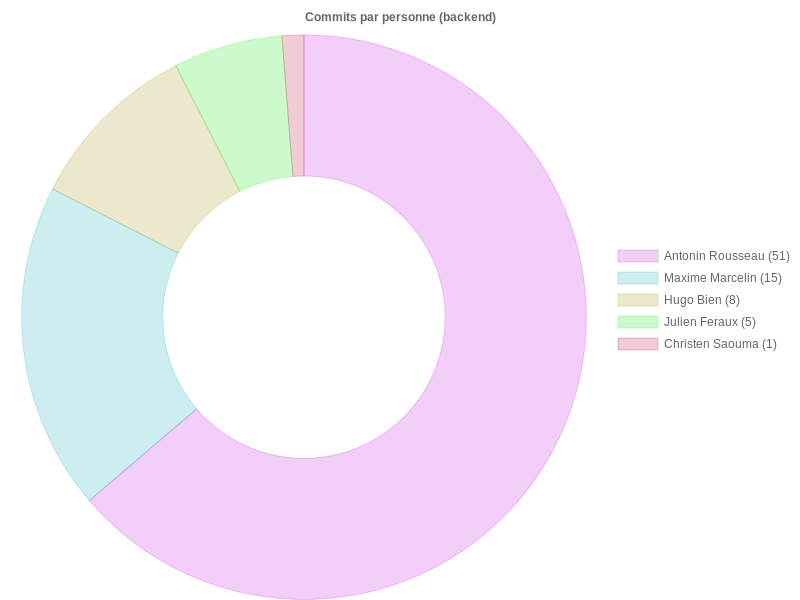 Commits par personne (backend)
Antonin Rousseau (51)
Maxime Marcelin (15)
Hugo Bien (8)
Julien Feraux (5)
Christen Saouma (1)